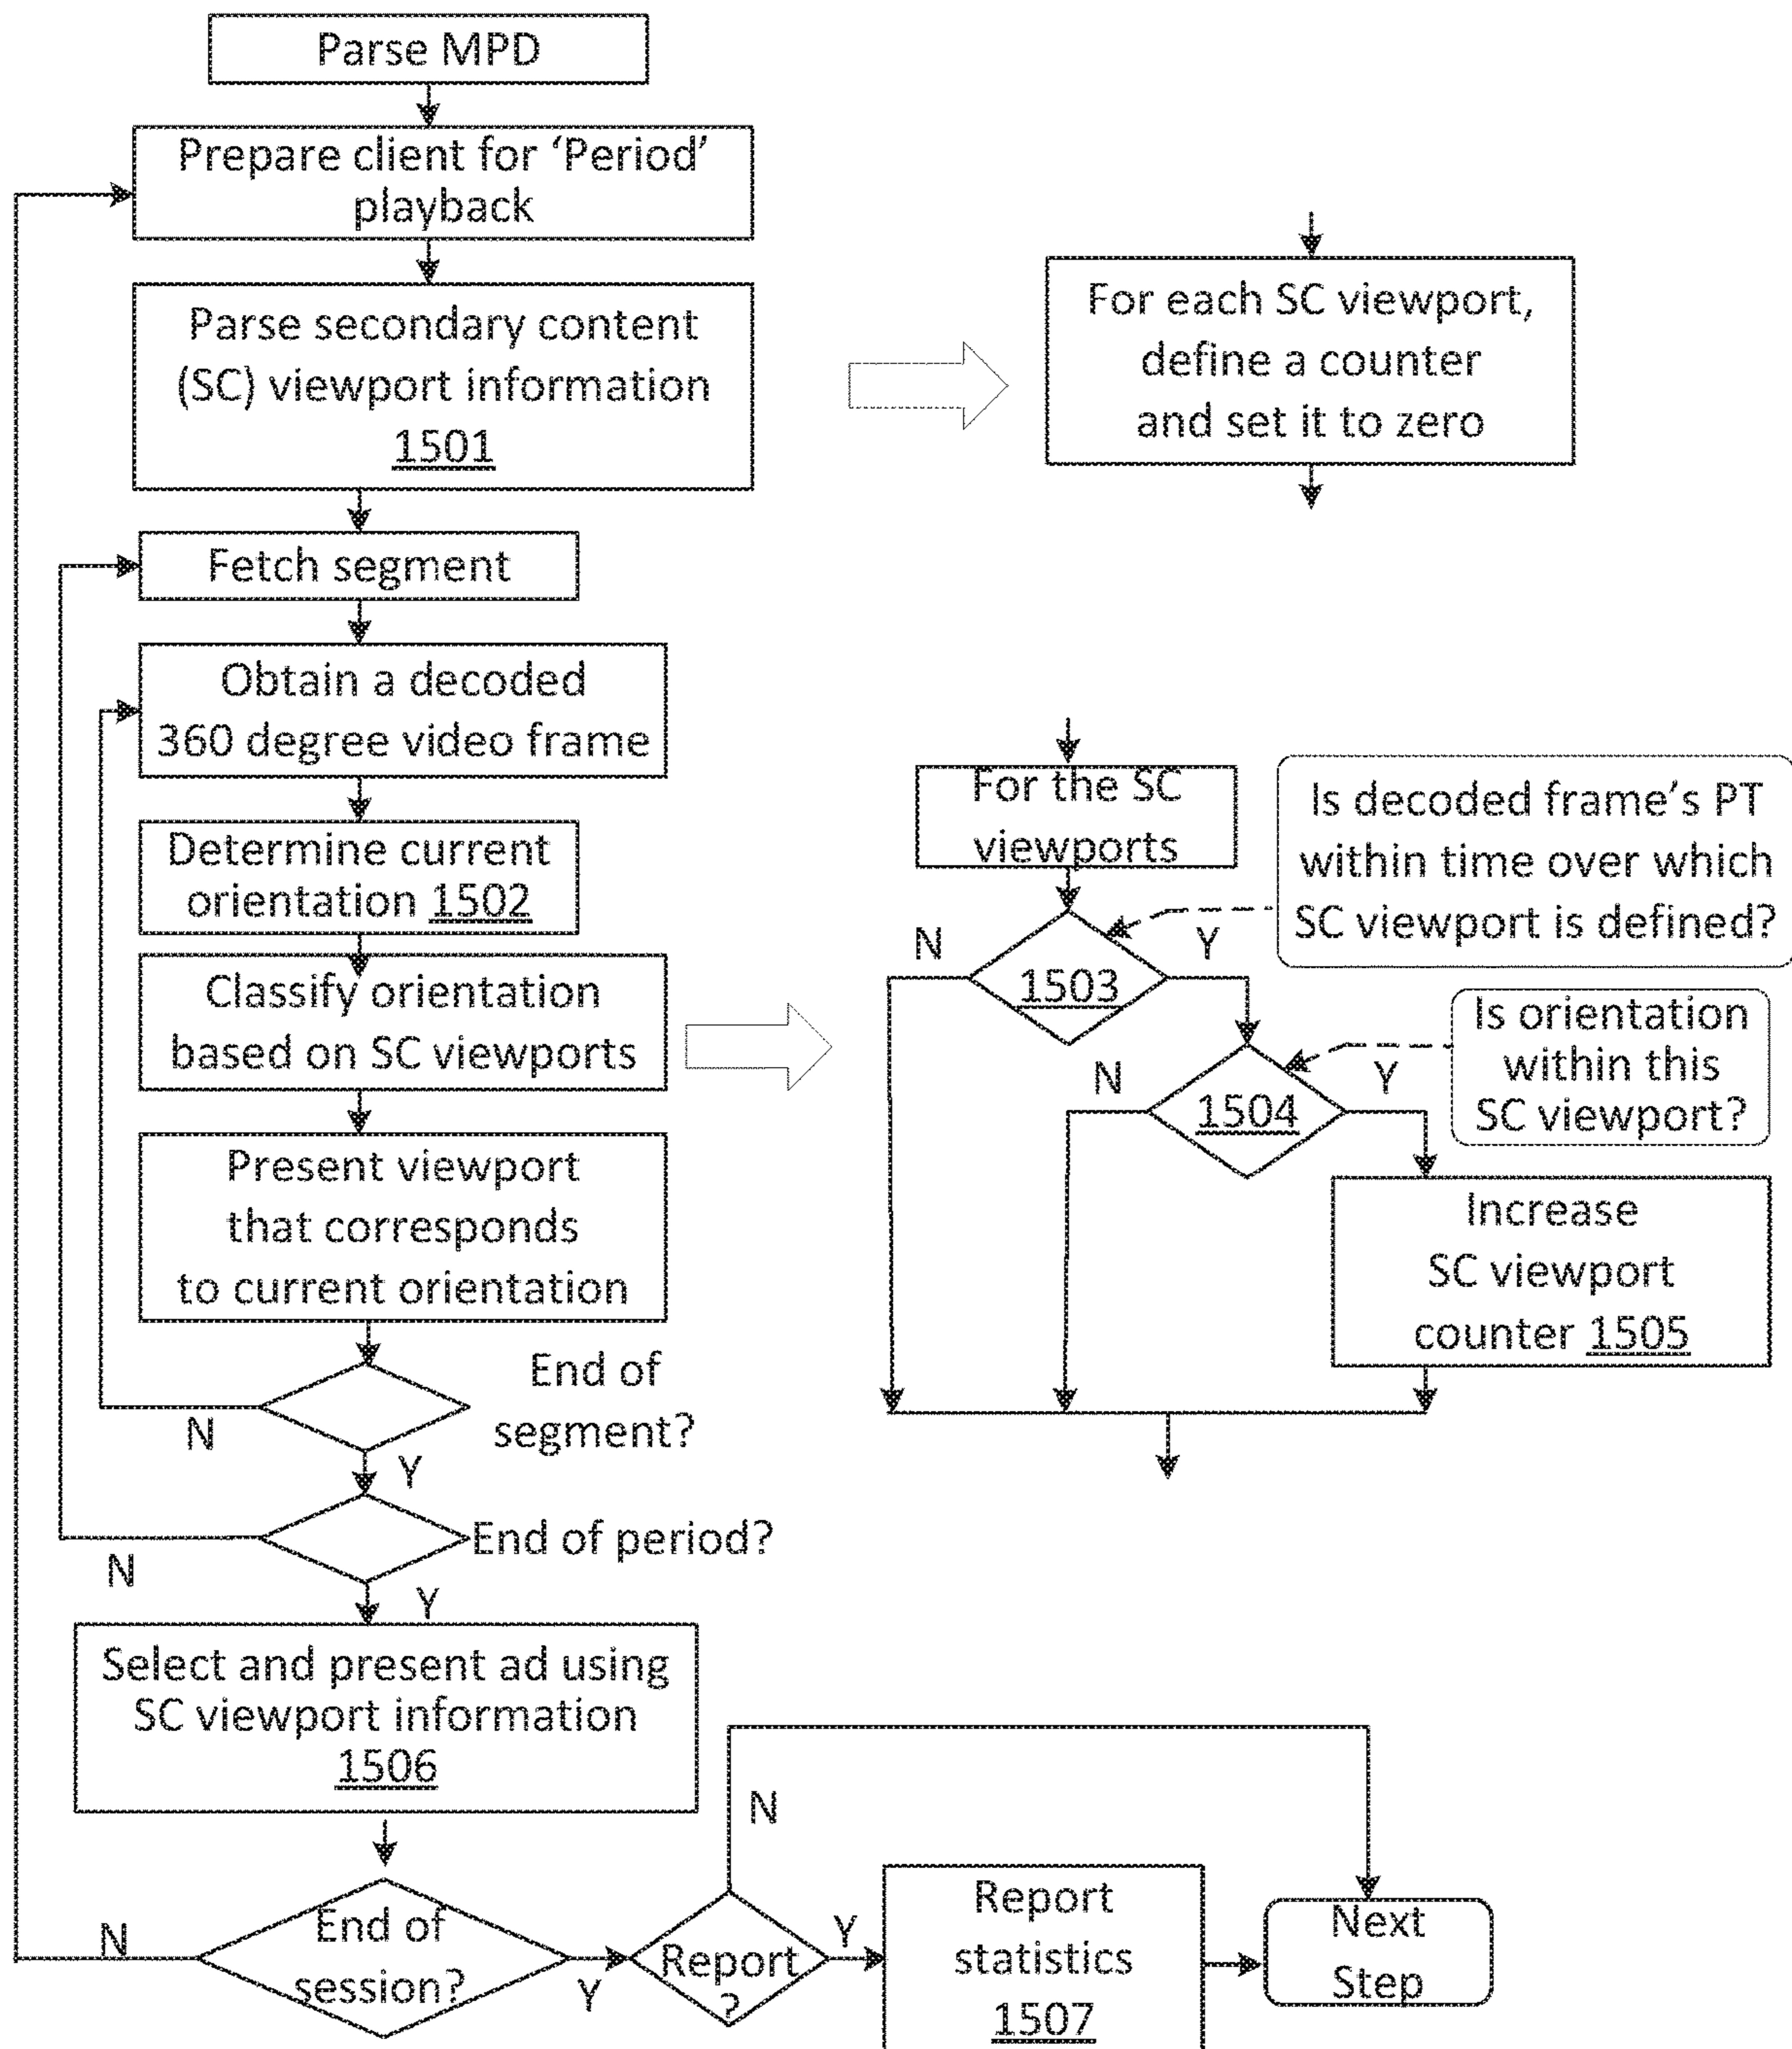 Parse MPD
Prepare client for ‘Period’
playback
Parse secondary content
(SC) viewport information
1501
For each SC viewport,
define a counter
and set it to zero
Fetch segment
Obtain a decoded
360 degree video frame
Determine current
orientation 1502
Classify orientation
based on SC viewports
For the SC
viewports
Is decoded frame’s PT
within time over which
SC viewport is defined?
N
1503
Y
Is orientation
within this
SC viewport?
N
1504
Y
Increase
SC viewport
counter 1505
Present viewport
that corresponds
to current orientation
End of
segment?
N
Y
End of period?
N
Y
Select and present ad using
SC viewport information
1506
End of
session?
N
Y
Report
?
N
Y
Report
statistics
1507
Next
Step